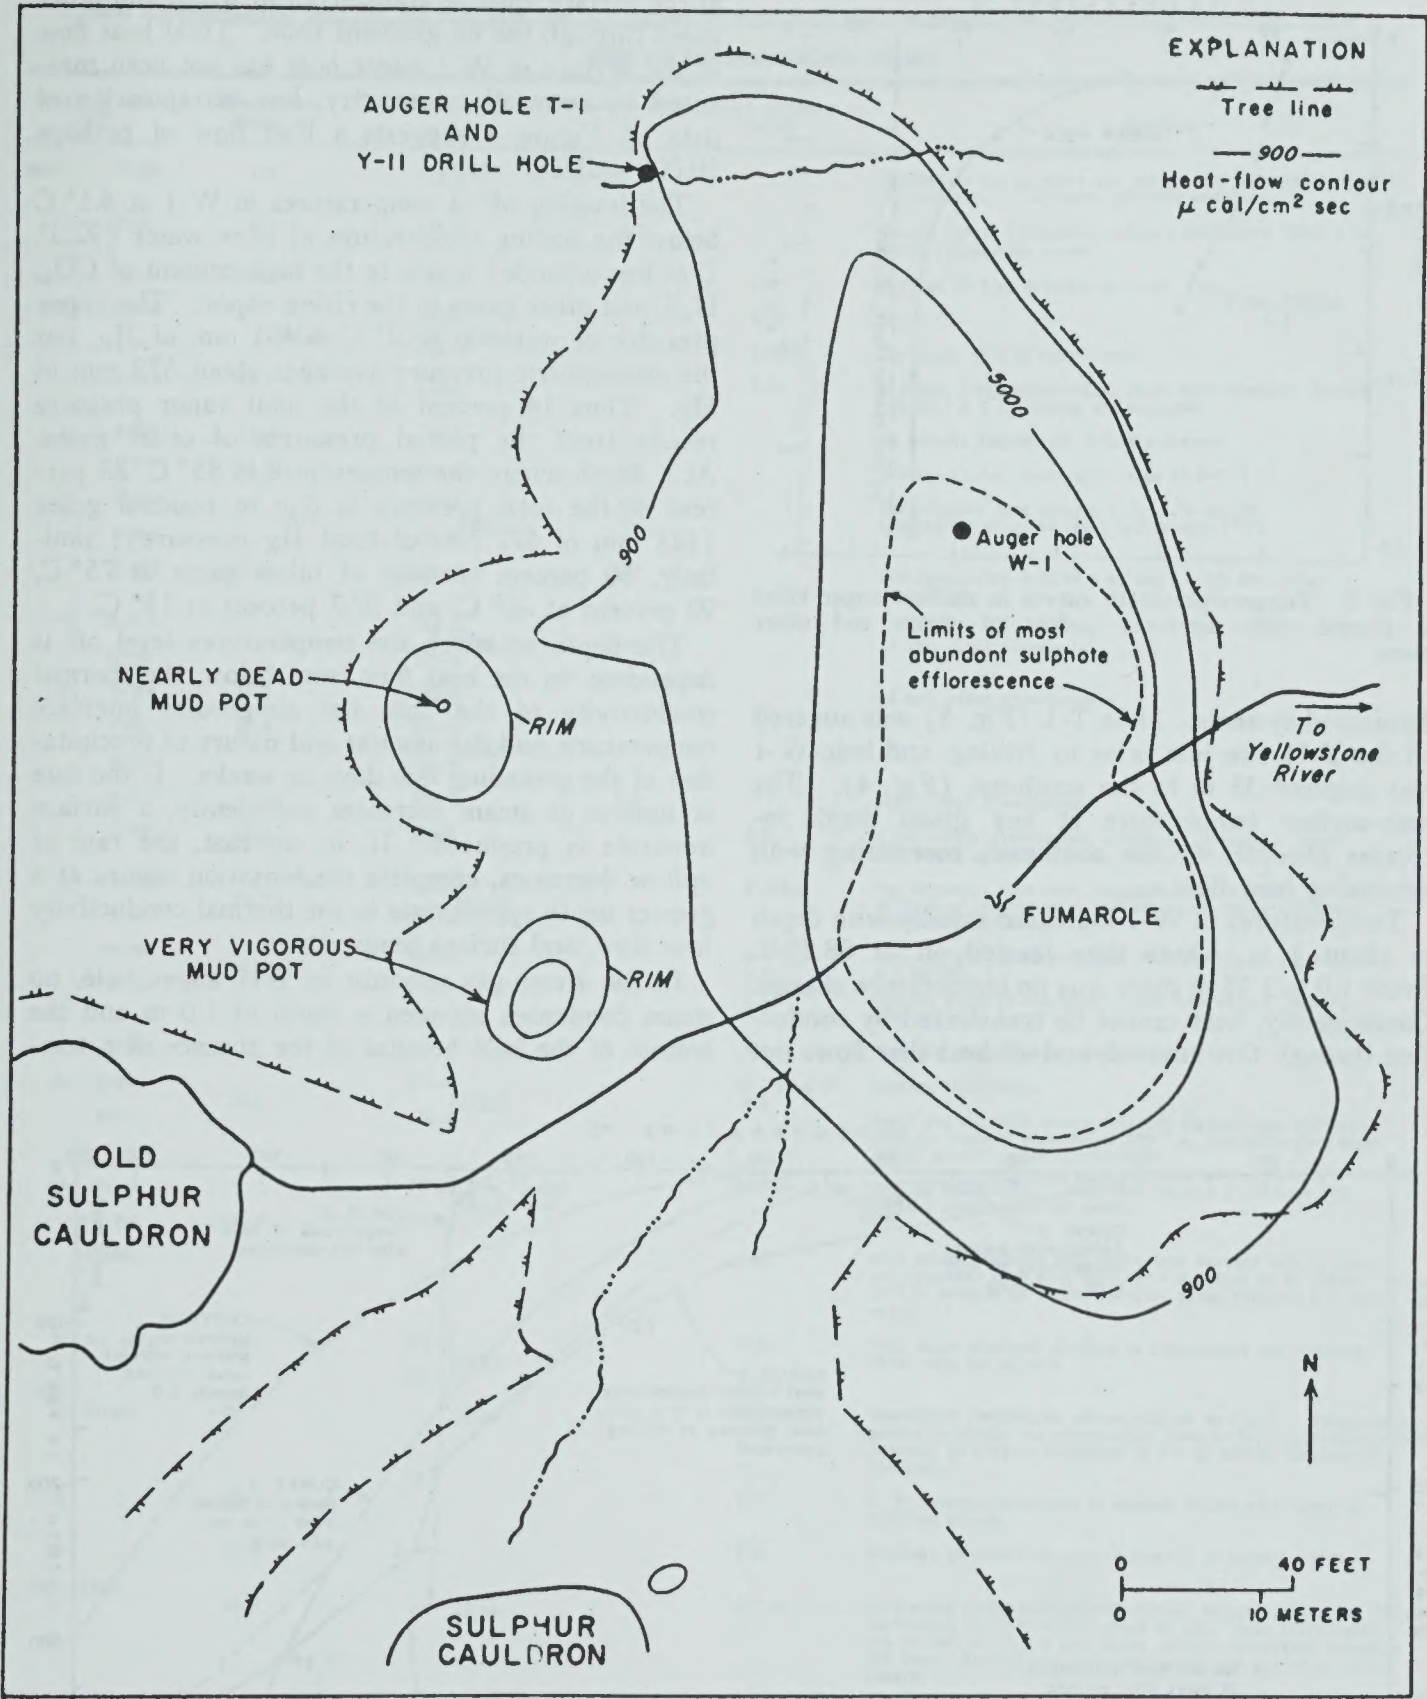 EXPLANATION
Tree line
900
Heat-flow contour
μ cal/cm² sec
AUGER HOLE T-1
AND
Y-11 DRILL HOLE
5000
900
Auger hole
W-1
Limits of most
abundant sulphate
efflorescence
NEARLY DEAD
MUD POT
RIM
To
Yellowstone
River
FUMAROLE
VERY VIGOROUS
MUD POT
RIM
OLD
SULPHUR
CAULDRON
900
N
0 40 FEET
0 10 METERS
SULPHUR
CAULDRON